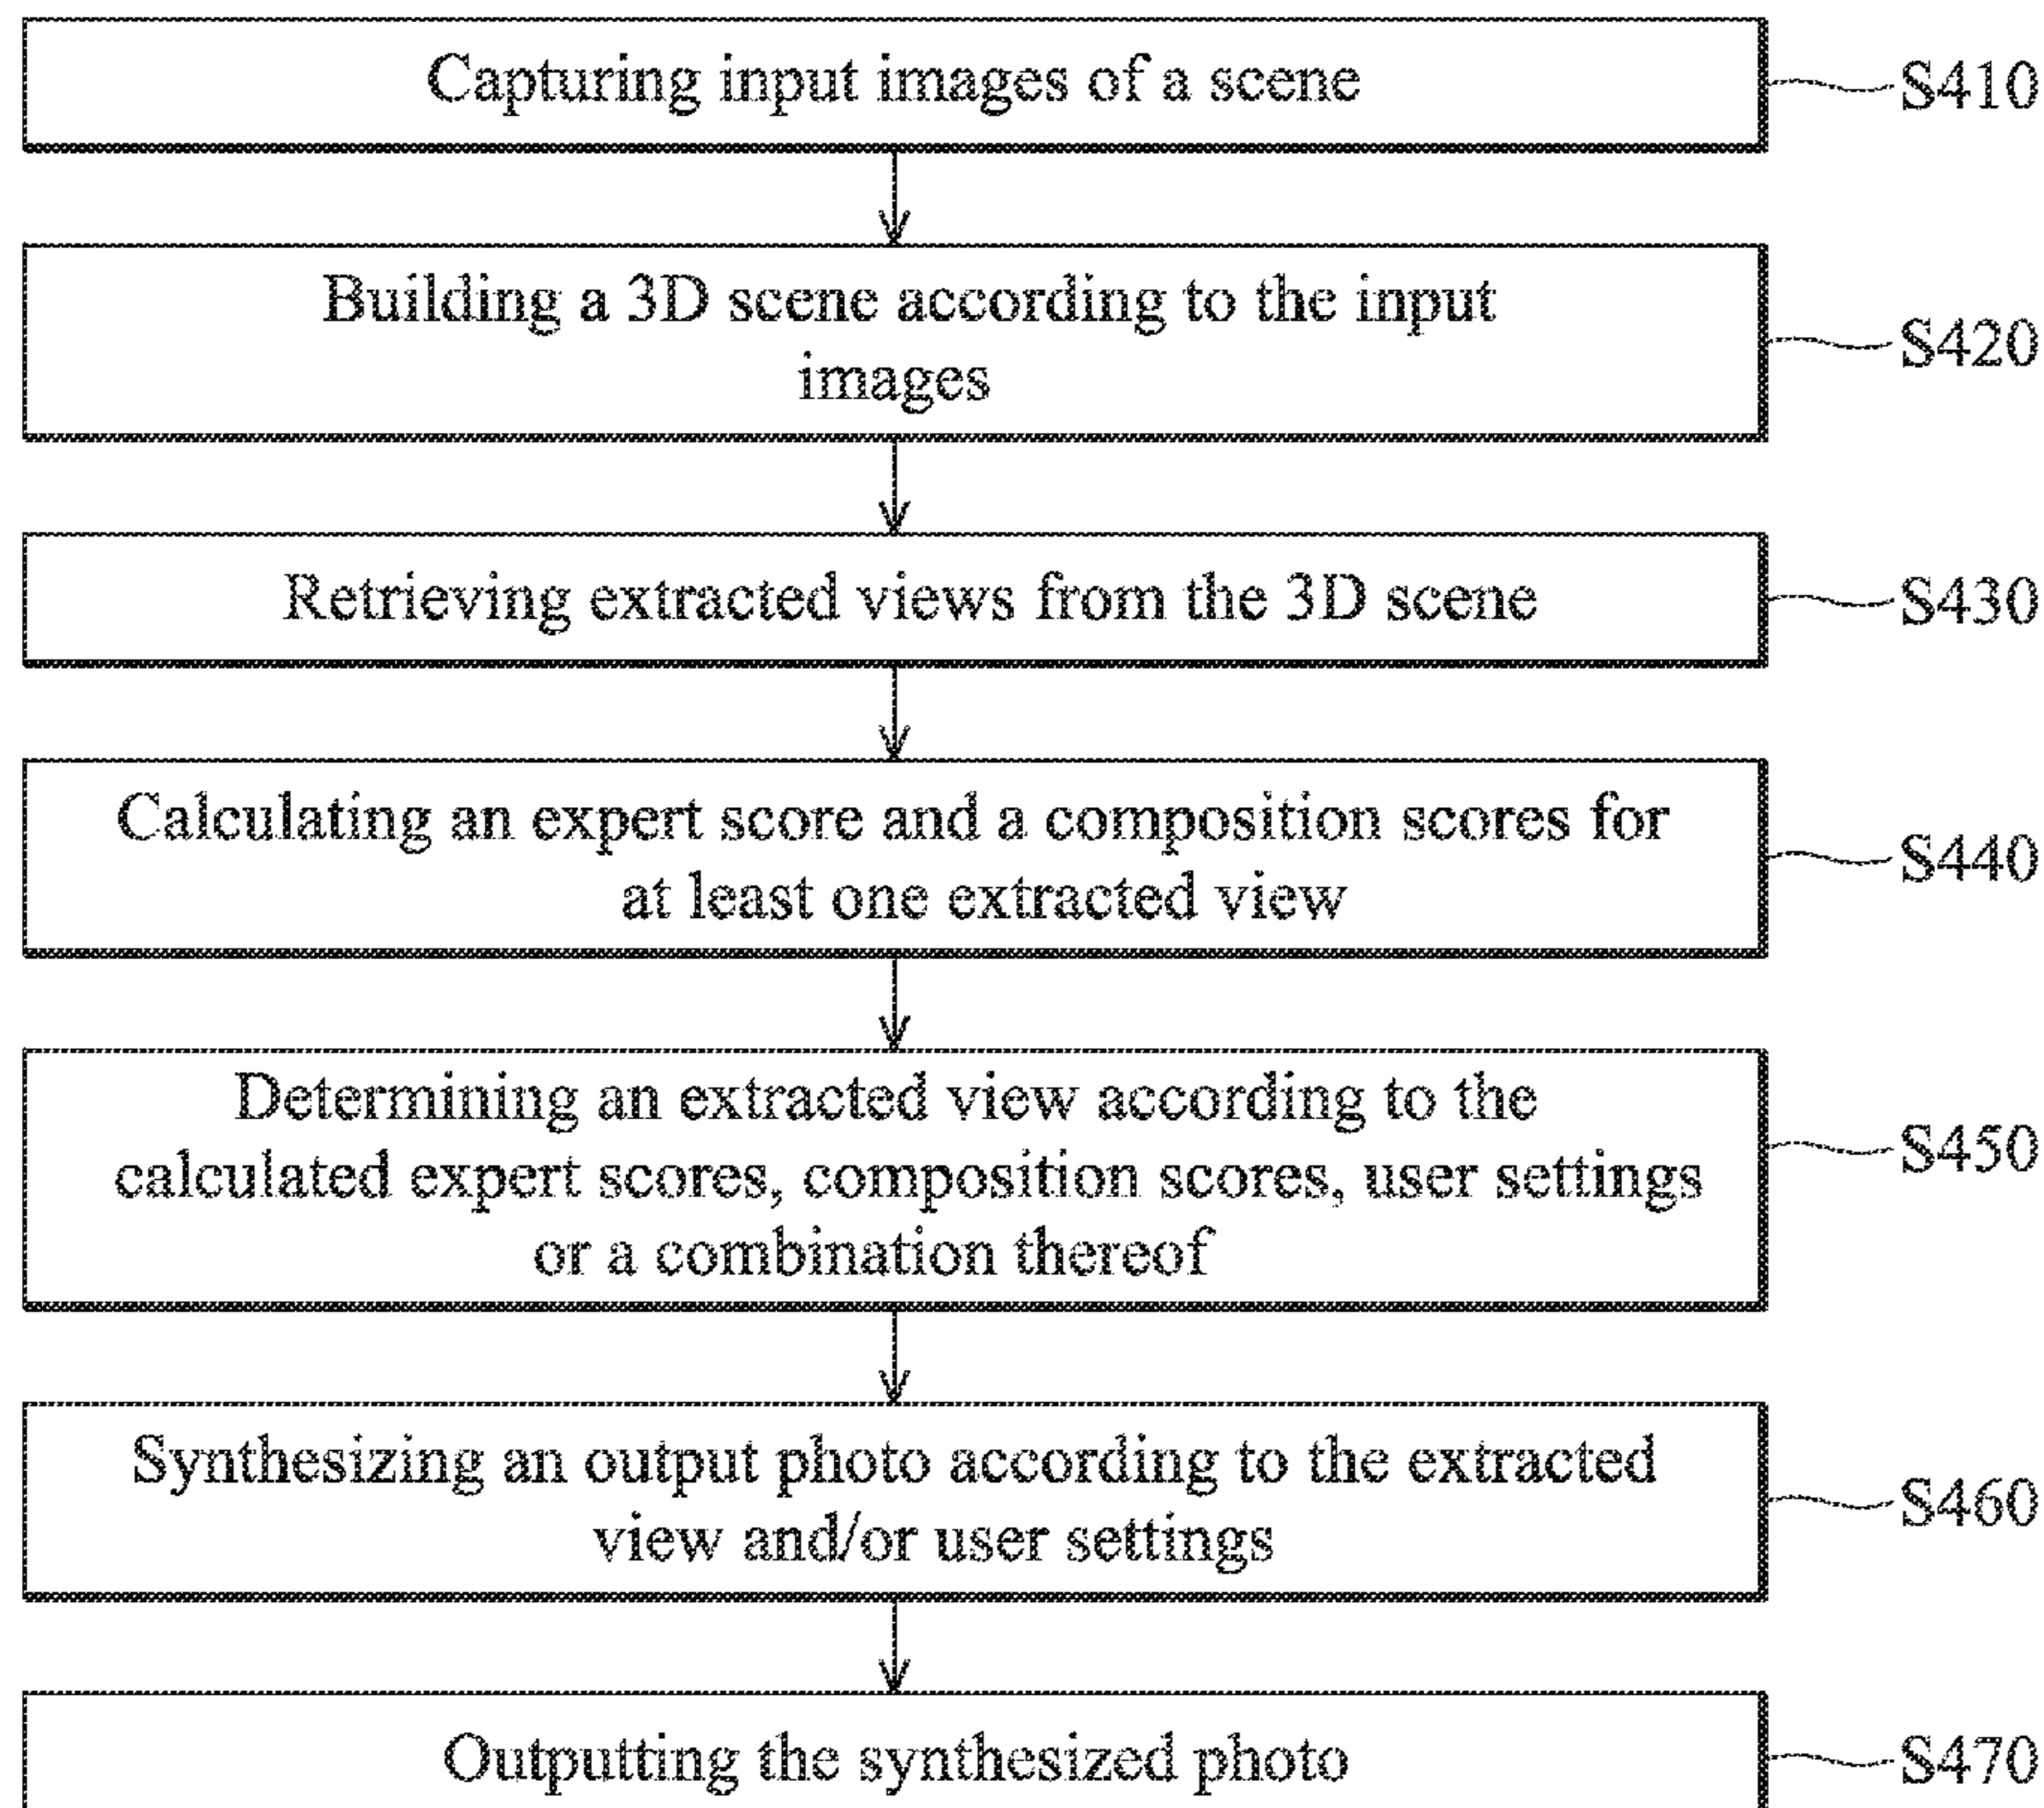 Capturing input images of a scene
S410
Building a 3D scene according to the input
images
S420
Retrieving extracted views from the 3D scene
S430
Calculating an expert score and a composition scores for
at least one extracted view
S440
Determining an extracted view according to the
calculated expert scores, composition scores, user settings
or a combination thereof
S450
Synthesizing an output photo according to the extracted
view and/or user settings
S460
Outputting the synthesized photo
S470